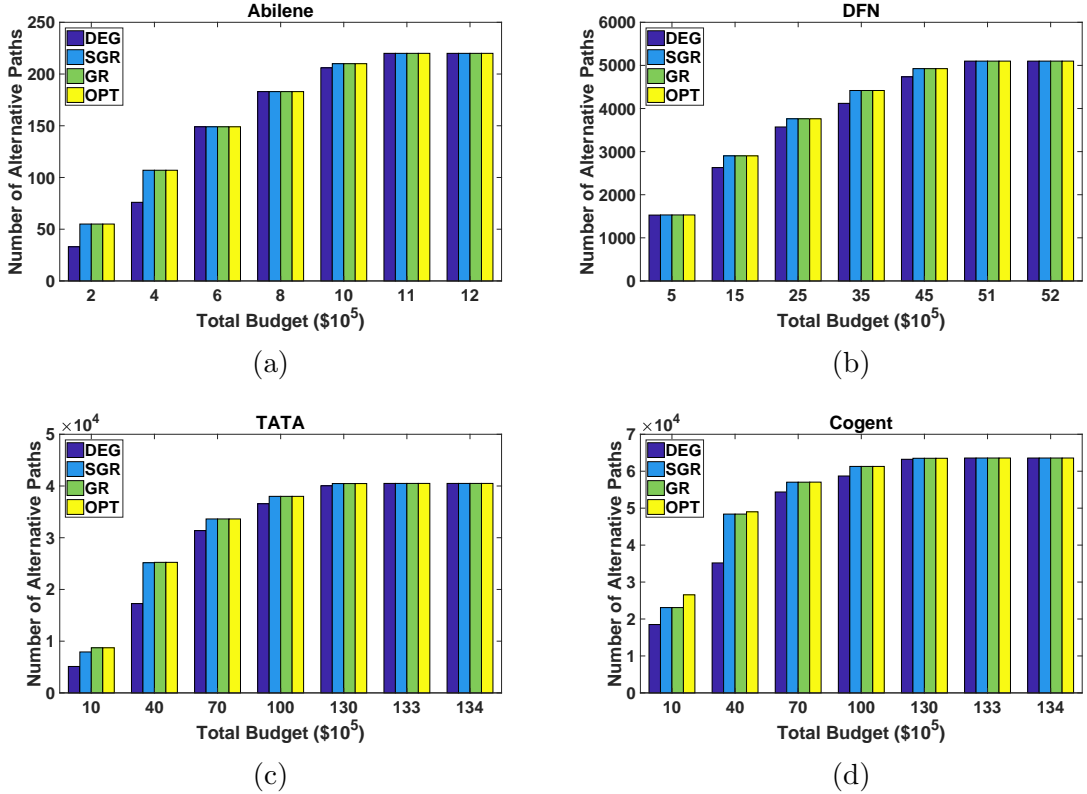 Abilene
Number of Alternative Paths
250
200
150
100
50
0
DEG
SGR
GR
OPT
2 4 6 8 10 11 12
Total Budget ($10^5)
(a)
DFN
Number of Alternative Paths
6000
5000
4000
3000
2000
1000
0
DEG
SGR
GR
OPT
5 15 25 35 45 51 52
Total Budget ($10^5)
(b)
TATA
×10^4
Number of Alternative Paths
5
4
3
2
1
0
DEG
SGR
GR
OPT
10 40 70 100 130 133 134
Total Budget ($10^5)
(c)
Cogent
×10^4
Number of Alternative Paths
7
6
5
4
3
2
1
0
DEG
SGR
GR
OPT
10 40 70 100 130 133 134
Total Budget ($10^5)
(d)